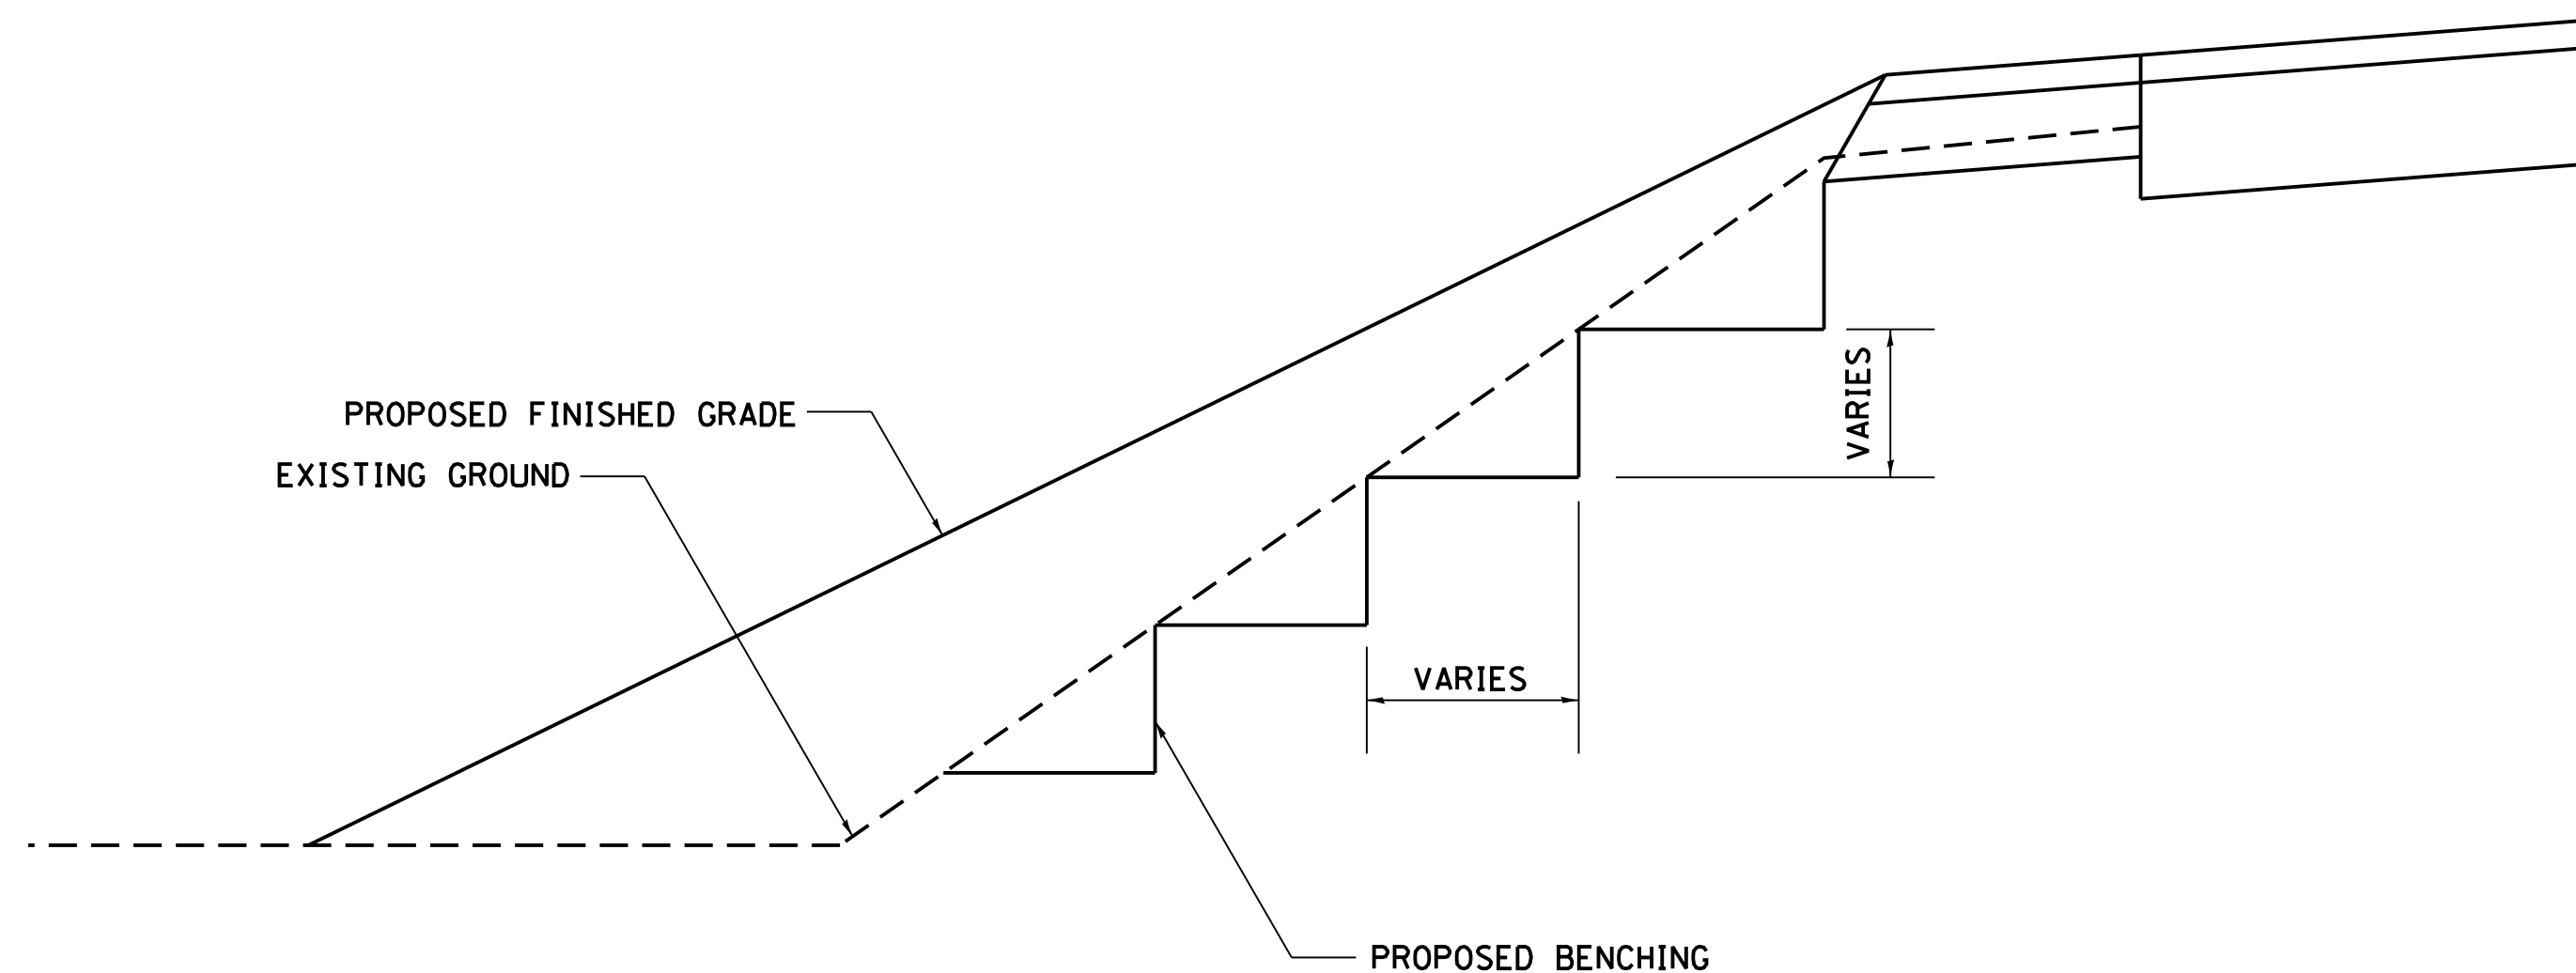 VARIES
PROPOSED FINISHED GRADE
EXISTING GROUND
VARIES
PROPOSED BENCHING